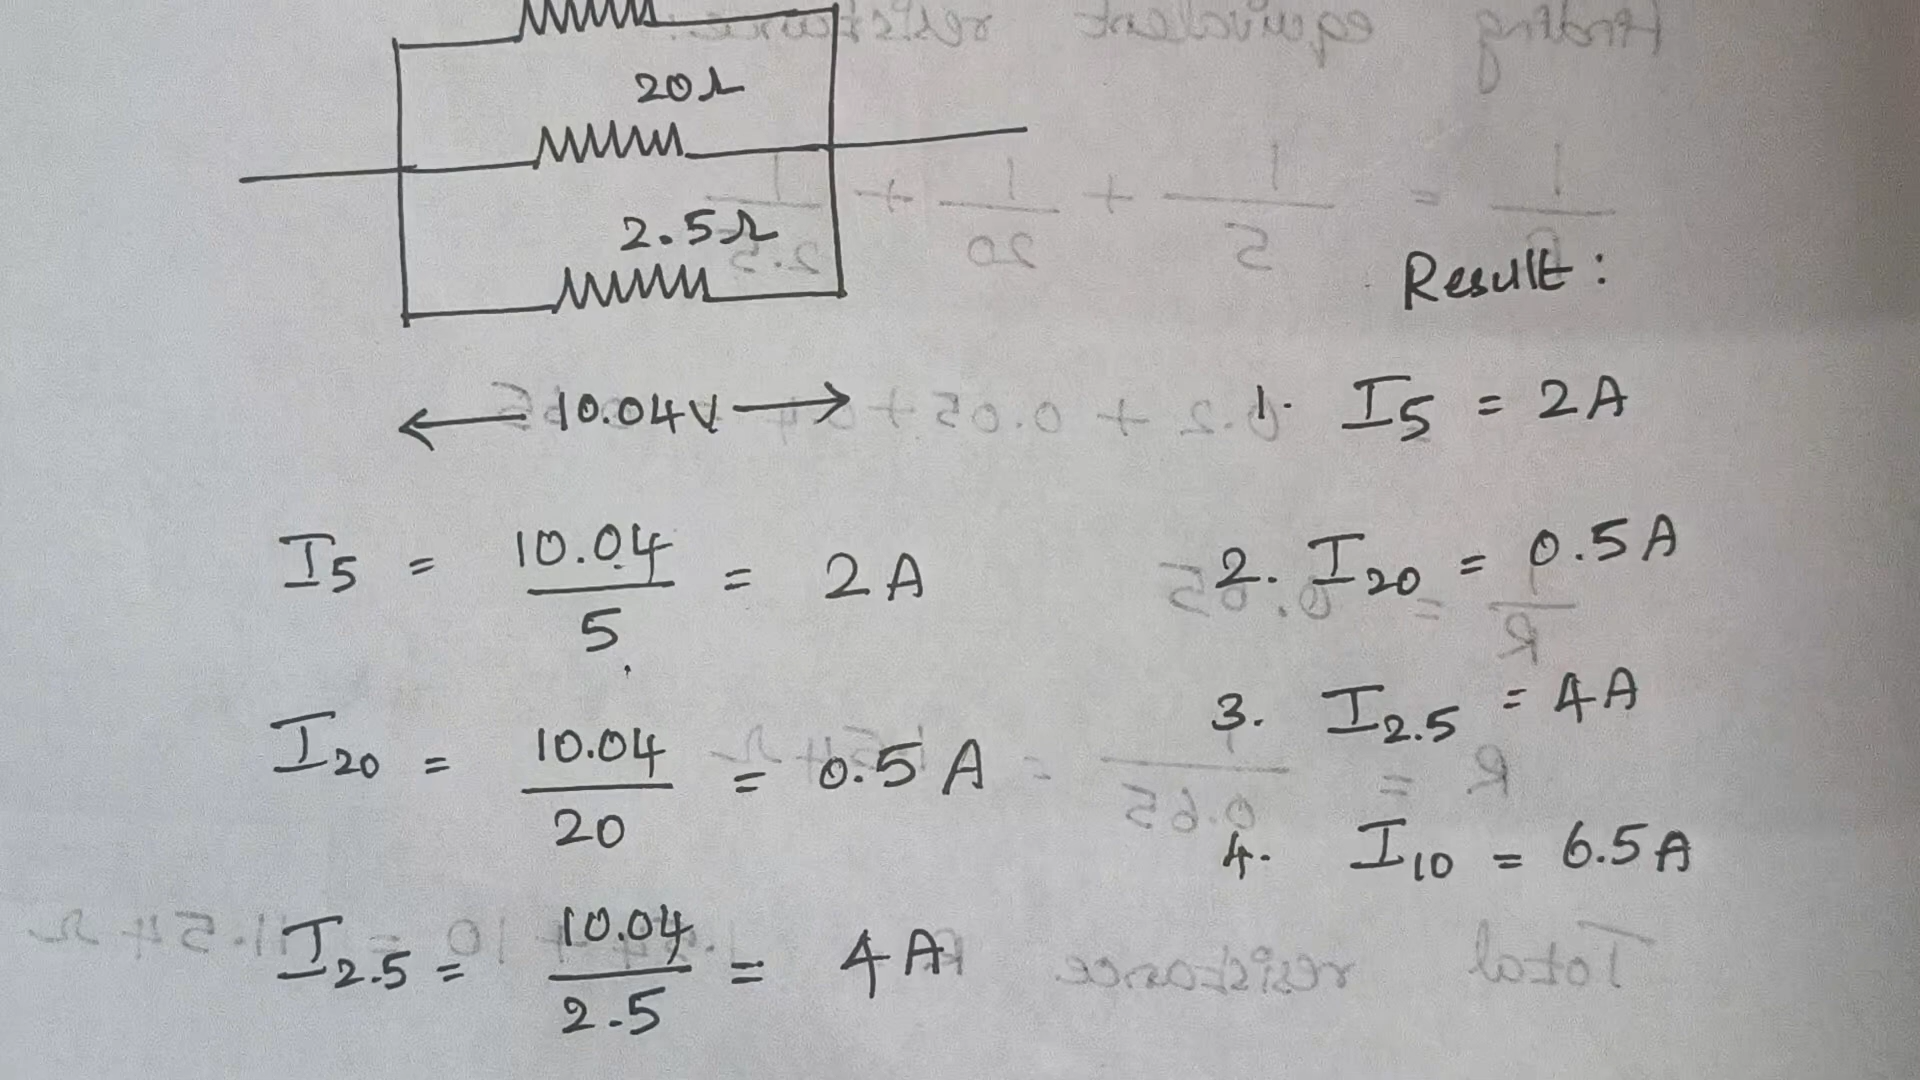 20Ω
2.5Ω
Result :
← 10.04V →
1. I5 = 2A
I5 = 10.04/5 = 2A
2. I20 = 0.5A
I20 = 10.04/20 = 0.5A
3. I2.5 = 4A
4. I10 = 6.5A
I2.5 = 10.04/2.5 = 4A